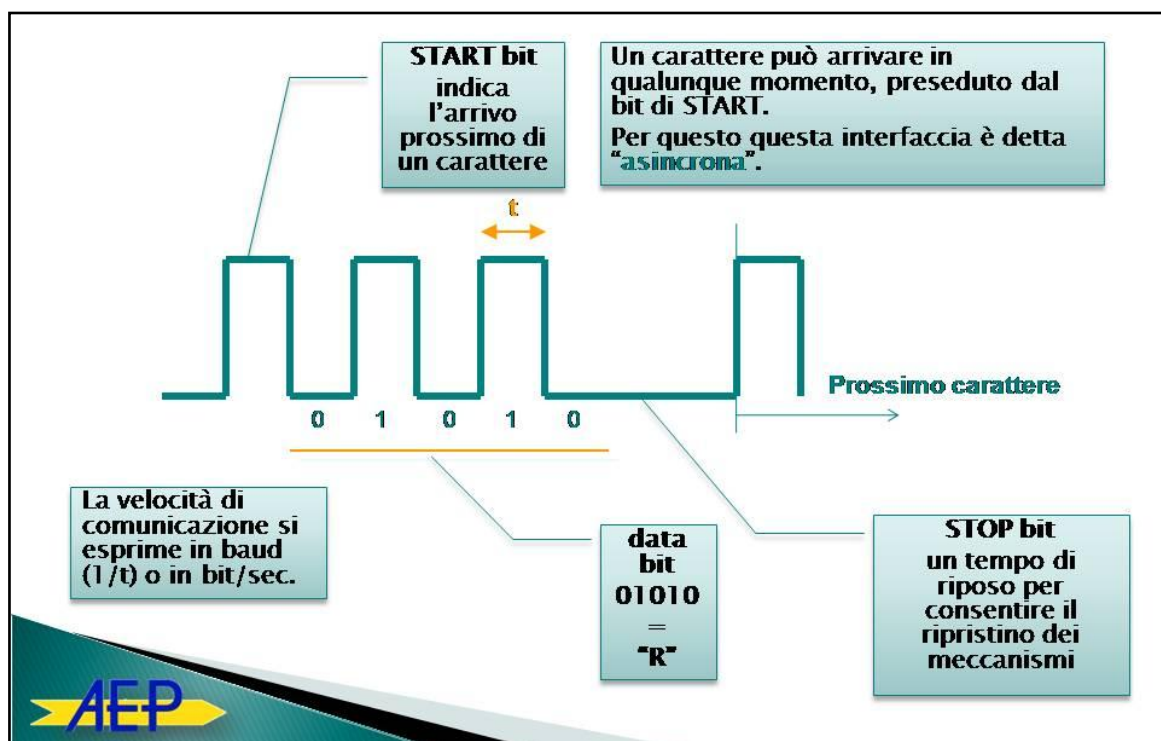 START bit
indica
l'arrivo
prossimo di
un carattere
Un carattere può arrivare in
qualunque momento, preseduto dal
bit di START.
Per questo questa interfaccia è detta
“asincrona”.
t
Prossimo carattere
0 1 0 1 0
La velocità di
comunicazione si
esprime in baud
(1/t) o in bit/sec.
data
bit
01010
=
“R”
STOP bit
un tempo di
riposo per
consentire il
ripristino dei
meccanismi
AEP